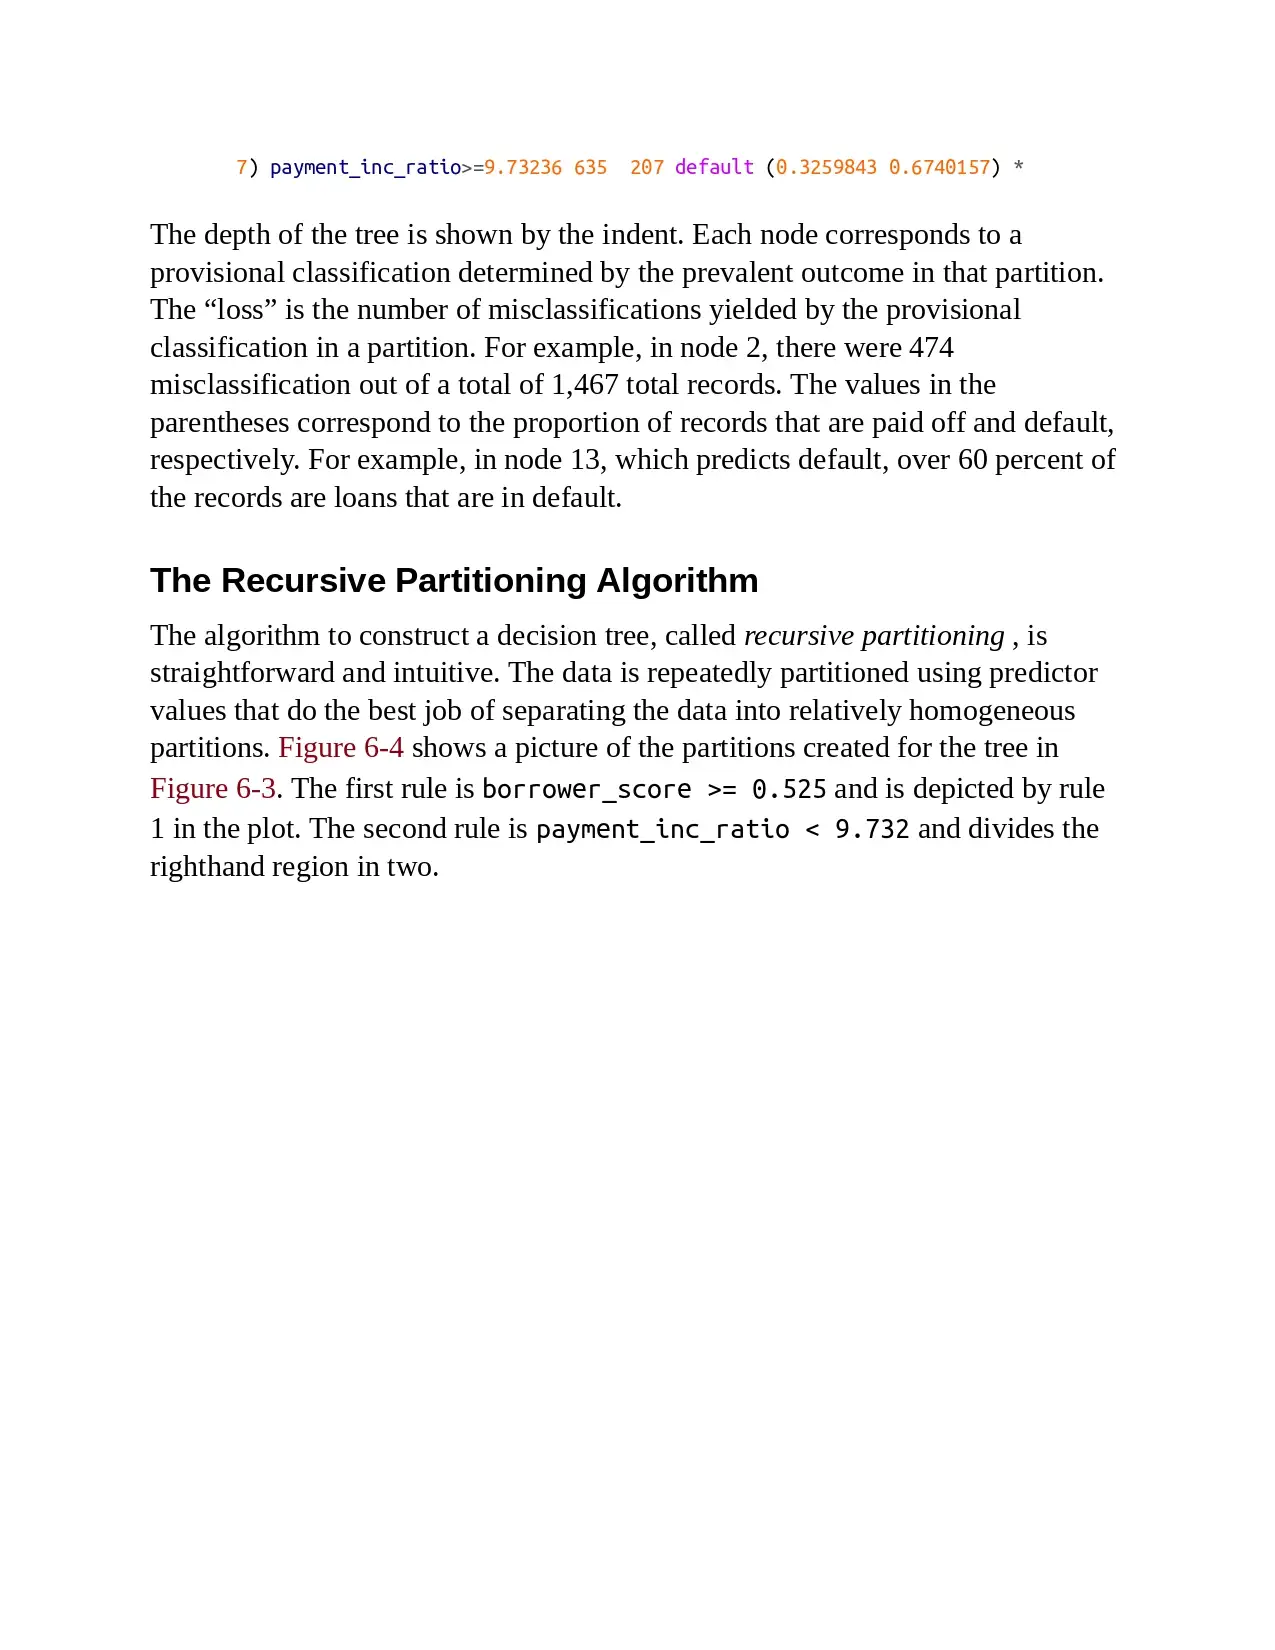 7) payment_inc_ratio>=9.73236 635  207 default (0.3259843 0.6740157) *
The depth of the tree is shown by the indent. Each node corresponds to a
provisional classification determined by the prevalent outcome in that partition.
The “loss” is the number of misclassifications yielded by the provisional
classification in a partition. For example, in node 2, there were 474
misclassification out of a total of 1,467 total records. The values in the
parentheses correspond to the proportion of records that are paid off and default,
respectively. For example, in node 13, which predicts default, over 60 percent of
the records are loans that are in default.
The Recursive Partitioning Algorithm
The algorithm to construct a decision tree, called recursive partitioning , is
straightforward and intuitive. The data is repeatedly partitioned using predictor
values that do the best job of separating the data into relatively homogeneous
partitions. Figure 6-4 shows a picture of the partitions created for the tree in
Figure 6-3. The first rule is borrower_score >= 0.525 and is depicted by rule
1 in the plot. The second rule is payment_inc_ratio < 9.732 and divides the
righthand region in two.